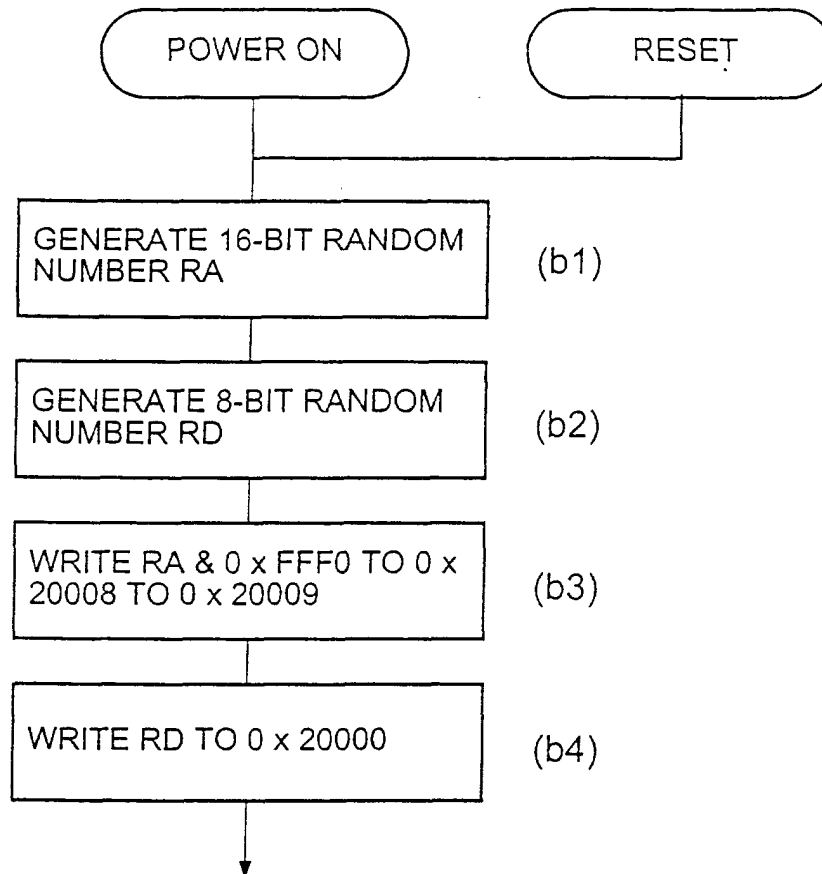 POWER ON
RESET
GENERATE 16-BIT RANDOM
NUMBER RA
(b1)
GENERATE 8-BIT RANDOM
NUMBER RD
(b2)
WRITE RA & 0 x FFF0 TO 0 x
20008 TO 0 x 20009
(b3)
WRITE RD TO 0 x 20000
(b4)